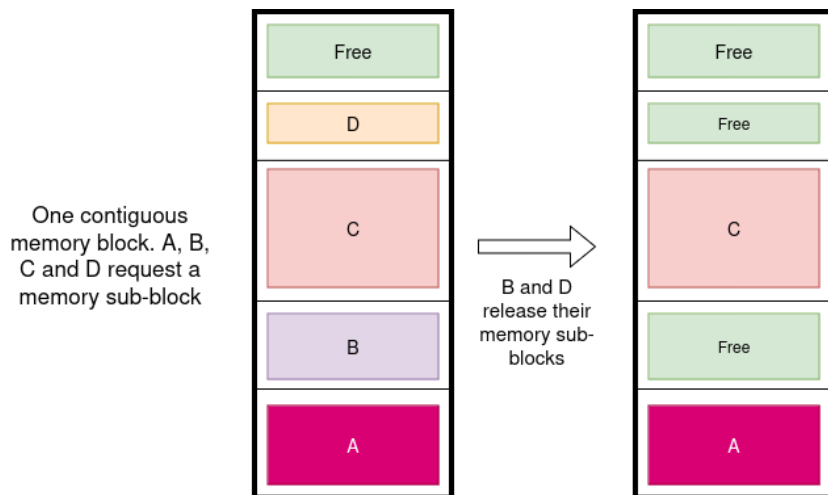 Free
D
C
B
A
One contiguous
memory block. A, B,
C and D request a
memory sub-block
B and D
release their
memory sub-
blocks
Free
Free
C
Free
A